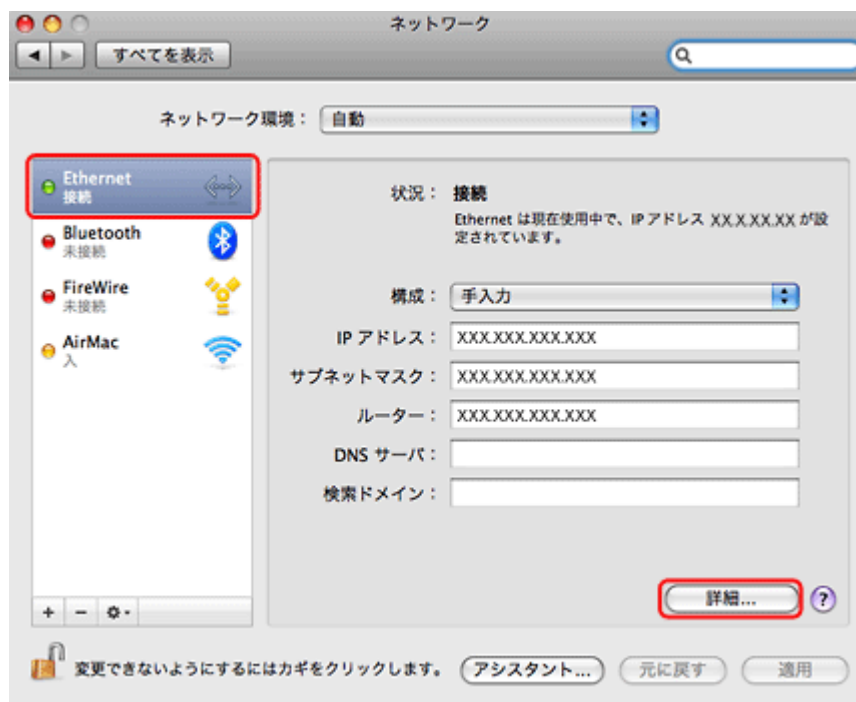 ネットワーク
すべてを表示
ネットワーク環境： 自動
Ethernet
接続
Bluetooth
未接続
FireWire
未接続
AirMac
入
状況： 接続
Ethernet は現在使用中で、IP アドレス XX.X.XX.XX が設
定されています。
構成： 手入力
IP アドレス： XXX.XXX.XXX.XXX
サブネットマスク： XXX.XXX.XXX.XXX
ルーター： XXX.XXX.XXX.XXX
DNS サーバ：
検索ドメイン：
詳細...
?
変更できないようにするにはカギをクリックします。
アシスタント...
元に戻す
適用